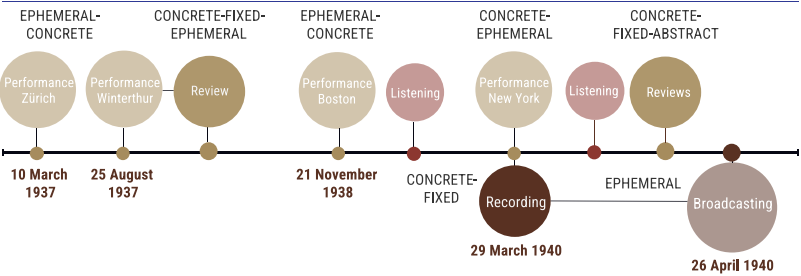 EPHEMERAL-
CONCRETE
CONCRETE-FIXED-
EPHEMERAL
EPHEMERAL-
CONCRETE
CONCRETE-
EPHEMERAL
CONCRETE-
FIXED-ABSTRACT
Performance
Zürich
Performance
Winterthur
Review
Performance
Boston
Listening
Performance
New York
Listening
Reviews
10 March
1937
25 August
1937
21 November
1938
CONCRETE-
FIXED
Recording
29 March 1940
EPHEMERAL
Broadcasting
26 April 1940